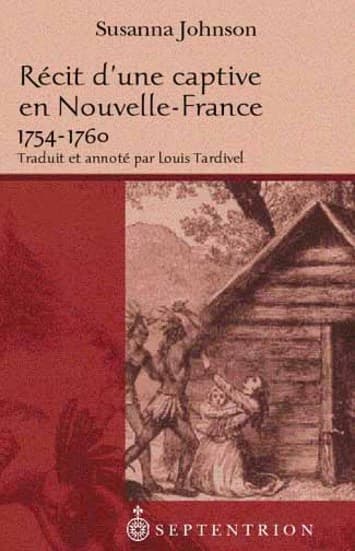 Susanna Johnson
Récit d'une captive
en Nouvelle-France
1754-1760
Traduit et annoté par Louis Tardivel
SEPTENTRION